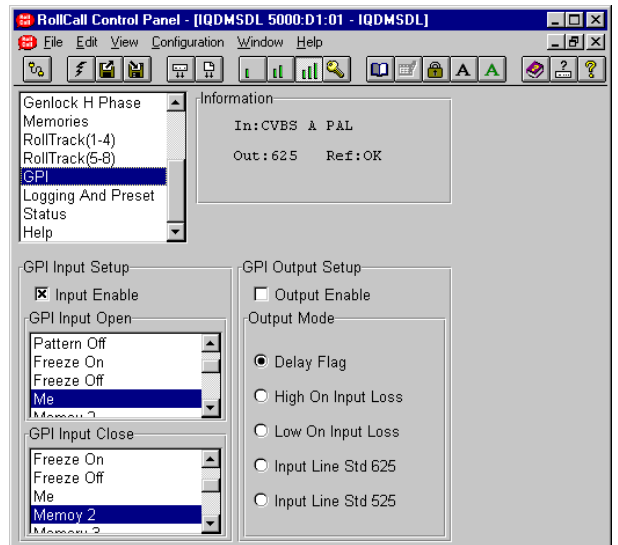 RollCall Control Panel - [IQDMSDL 5000:D1:01 - IQDMSDL]
File Edit View Configuration Window Help
A A
Genlock H Phase
Memories
RollTrack(1-4)
RollTrack(5-8)
GPI
Logging And Preset
Status
Help
Information
In:CVBS A PAL
Out:625 Ref:OK
GPI Input Setup
Input Enable
GPI Input Open
Pattern Off
Freeze On
Freeze Off
Me
Memoy 2
GPI Input Close
Freeze On
Freeze Off
Me
Memoy 2
Memory 3
GPI Output Setup
Output Enable
Output Mode
Delay Flag
High On Input Loss
Low On Input Loss
Input Line Std 625
Input Line Std 525